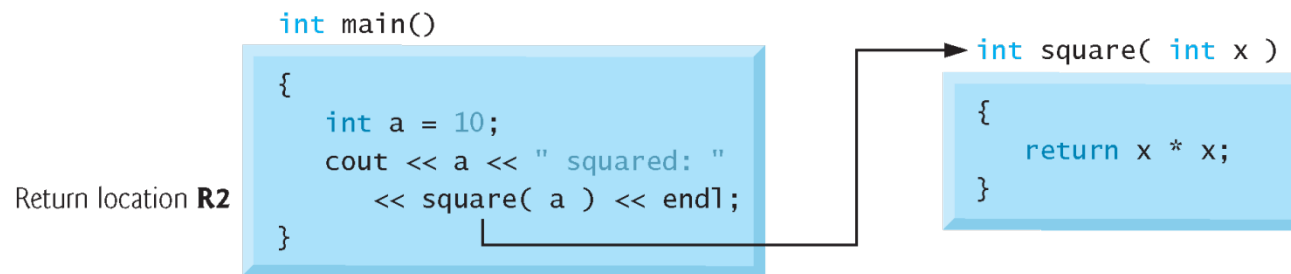 int main()
{
int a = 10;
cout << a << " squared: "
Return location R2 << square( a ) << endl;
}
int square( int x )
{
return x * x;
}